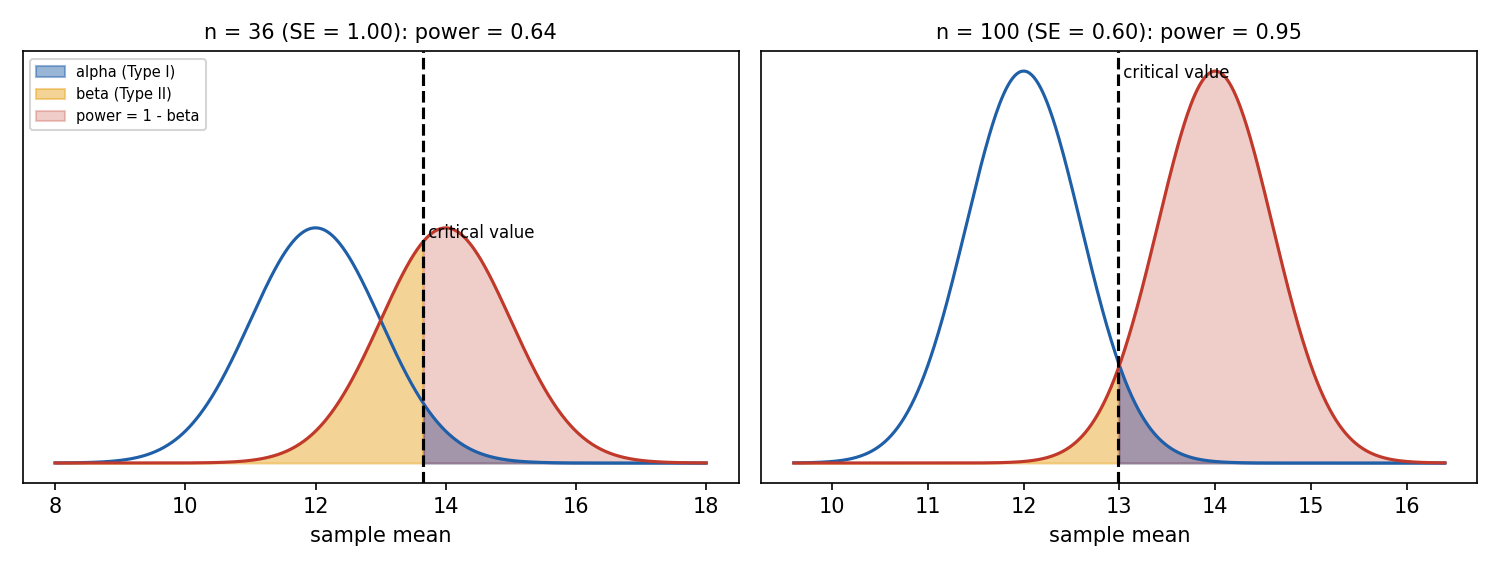 n = 36 (SE = 1.00): power = 0.64
alpha (Type I)
beta (Type II)
power = 1 - beta
critical value
8 10 12 14 16 18
sample mean
n = 100 (SE = 0.60): power = 0.95
critical value
10 11 12 13 14 15 16
sample mean